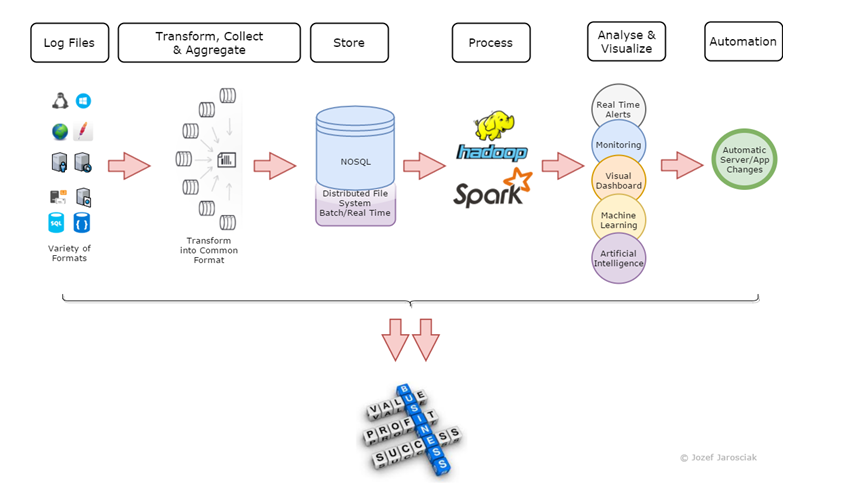 Log Files
Transform, Collect
& Aggregate
Store
Process
Analyse &
Visualize
Automation
SQL
{ }
Variety of
Formats
Transform
into Common
Format
NOSQL
Distributed File
System
Batch/Real Time
hadoop
Spark
Real Time
Alerts
Monitoring
Visual
Dashboard
Machine
Learning
Artificial
Intelligence
Automatic
Server/App
Changes
BUSINESS
VALUE
PROFIT
SUCCESS
© Jozef Jarosciak